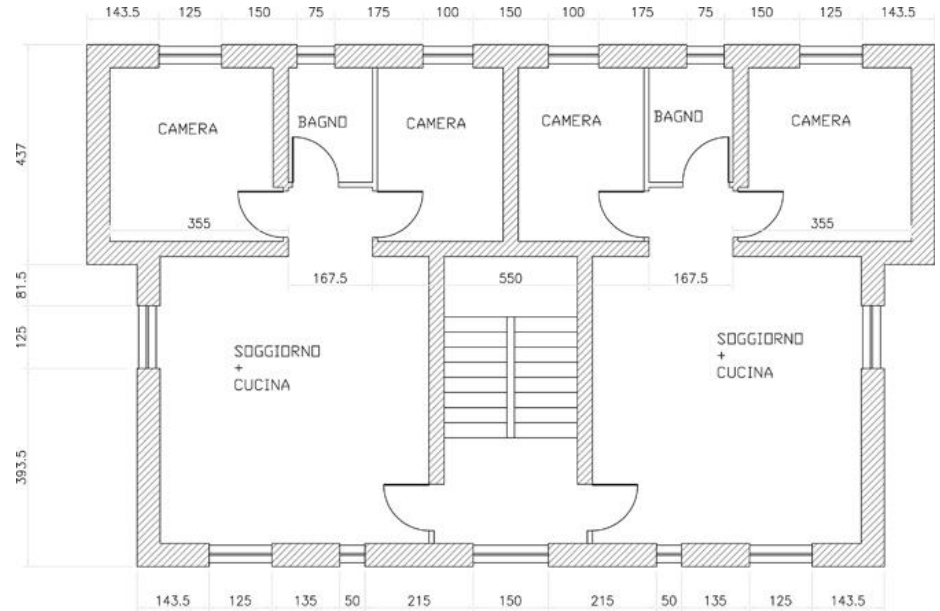 143.5 125 150 75 175 100 150 100 175 75 150 125 143.5
CAMERA BAGNO CAMERA CAMERA BAGNO CAMERA
437
355 355
167.5 550 167.5
81.5
125
SOGGIORNO
+
CUCINA
SOGGIORNO
+
CUCINA
393.5
143.5 125 135 50 215 150 215 50 135 125 143.5